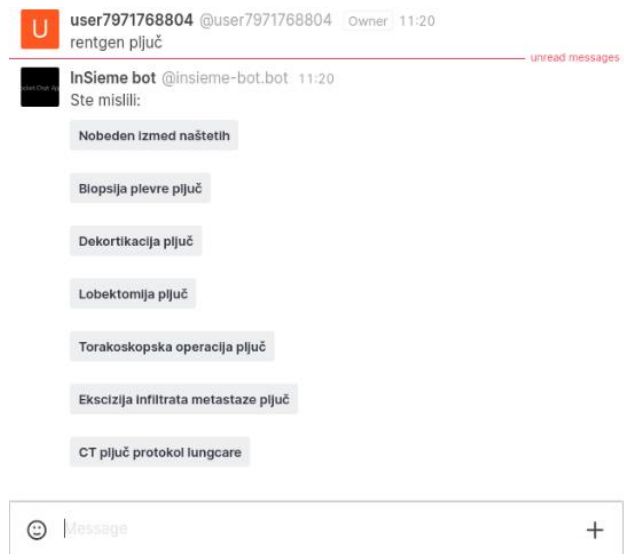 U
user7971768804 @user7971768804 Owner 11:20
rentgen pljuč
unread messages
InSieme bot @insieme-bot.bot 11:20
Ste mislili:
Nobeden izmed naštetih
Biopsija plevre pljuč
Dekortikacija pljuč
Lobektomija pljuč
Torakoskopska operacija pljuč
Ekscizija infiltrata metastaze pljuč
CT pljuč protokol lungcare
Message